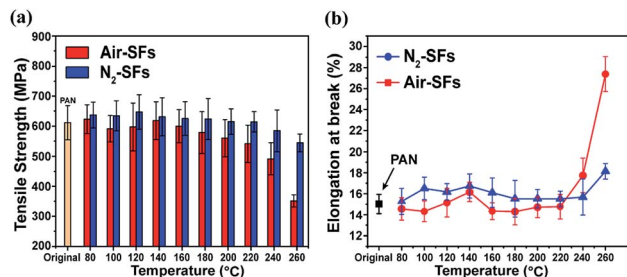 (a)
900
800
700
600
500
400
300
200
Tensile Strength (MPa)
Air-SFs
N₂-SFs
PAN
Original 80 100 120 140 160 180 200 220 240 260
Temperature (°C)
(b)
28
26
24
22
20
18
16
14
12
Elongation at break (%)
N₂-SFs
Air-SFs
PAN
Original 80 100 120 140 160 180 200 220 240 260
Temperature (°C)